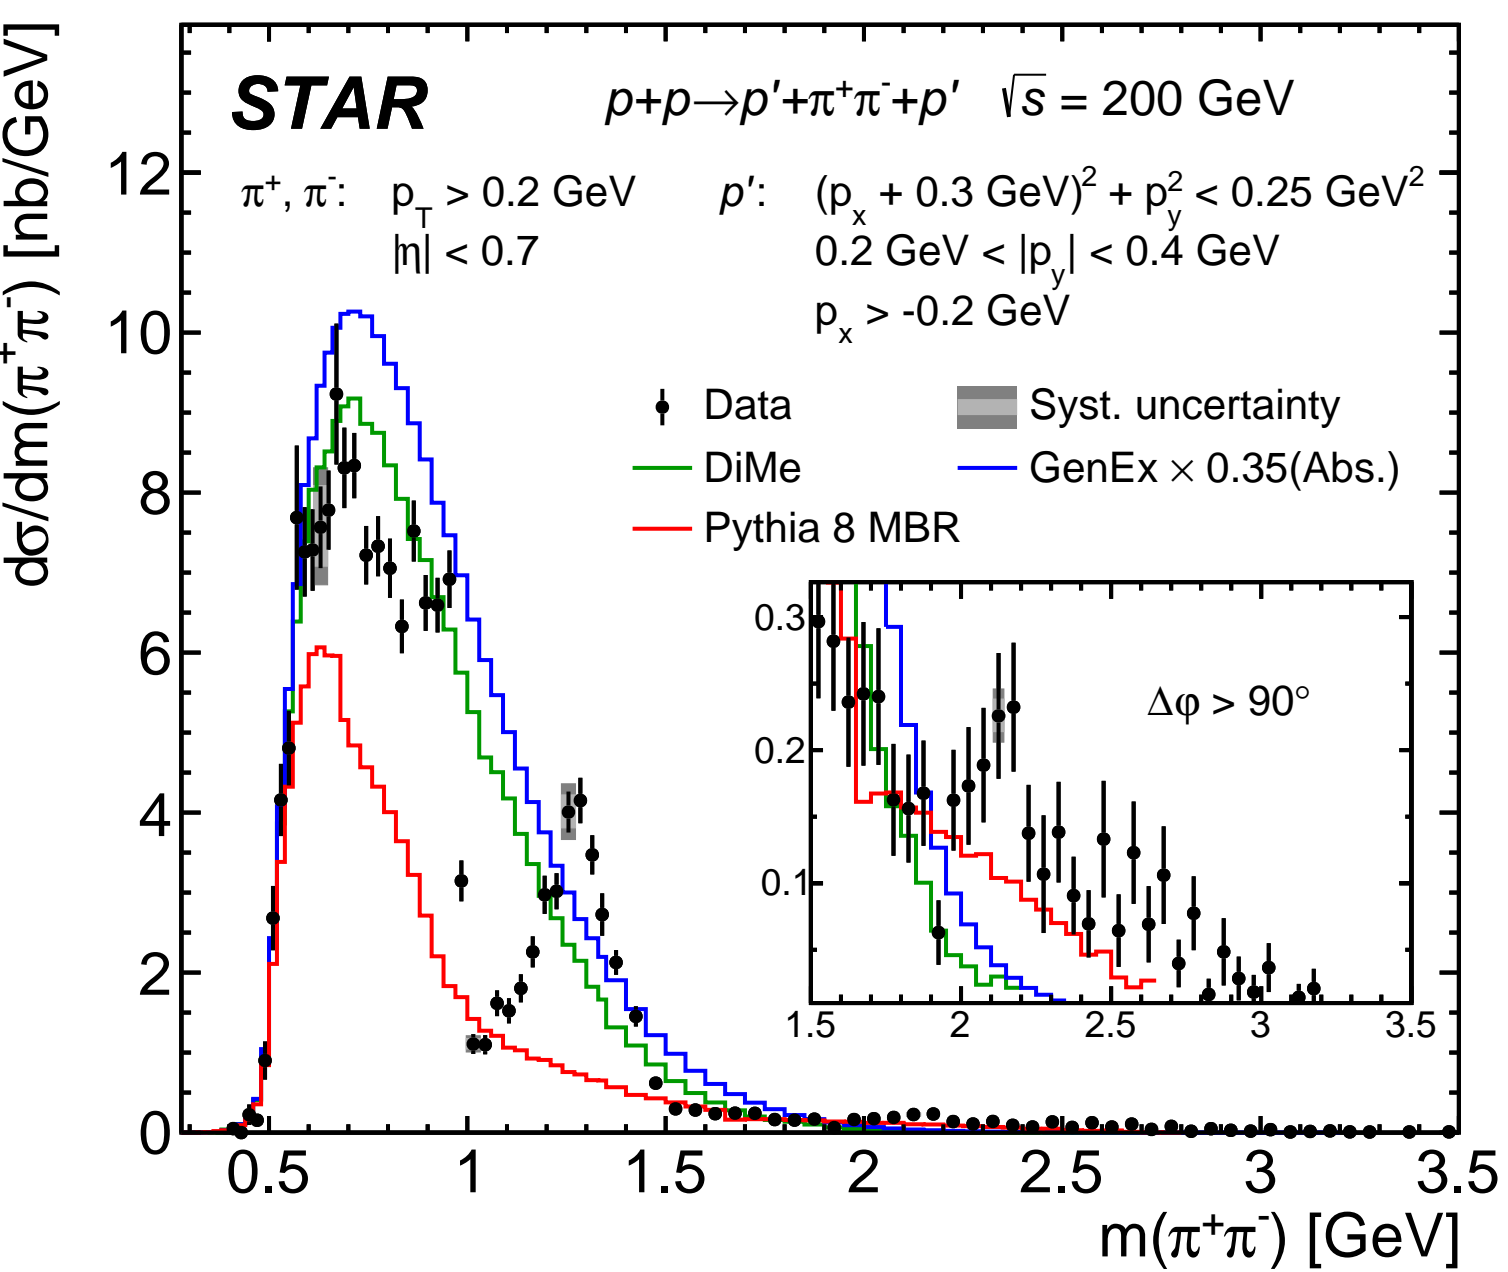 STAR p+p→p′+π⁺π⁻+p′ √s = 200 GeV
π⁺, π⁻: p_T > 0.2 GeV p′: (p_x + 0.3 GeV)² + p_y² < 0.25 GeV²
|η| < 0.7 0.2 GeV < |p_y| < 0.4 GeV
p_x > -0.2 GeV
Data Syst. uncertainty
DiMe GenEx × 0.35(Abs.)
Pythia 8 MBR
Δφ > 90°
dσ/dm(π⁺π⁻) [nb/GeV]
12
10
8
6
4
2
0
0.3
0.2
0.1
1.5 2 2.5 3 3.5
0.5 1 1.5 2 2.5 3 3.5
m(π⁺π⁻) [GeV]